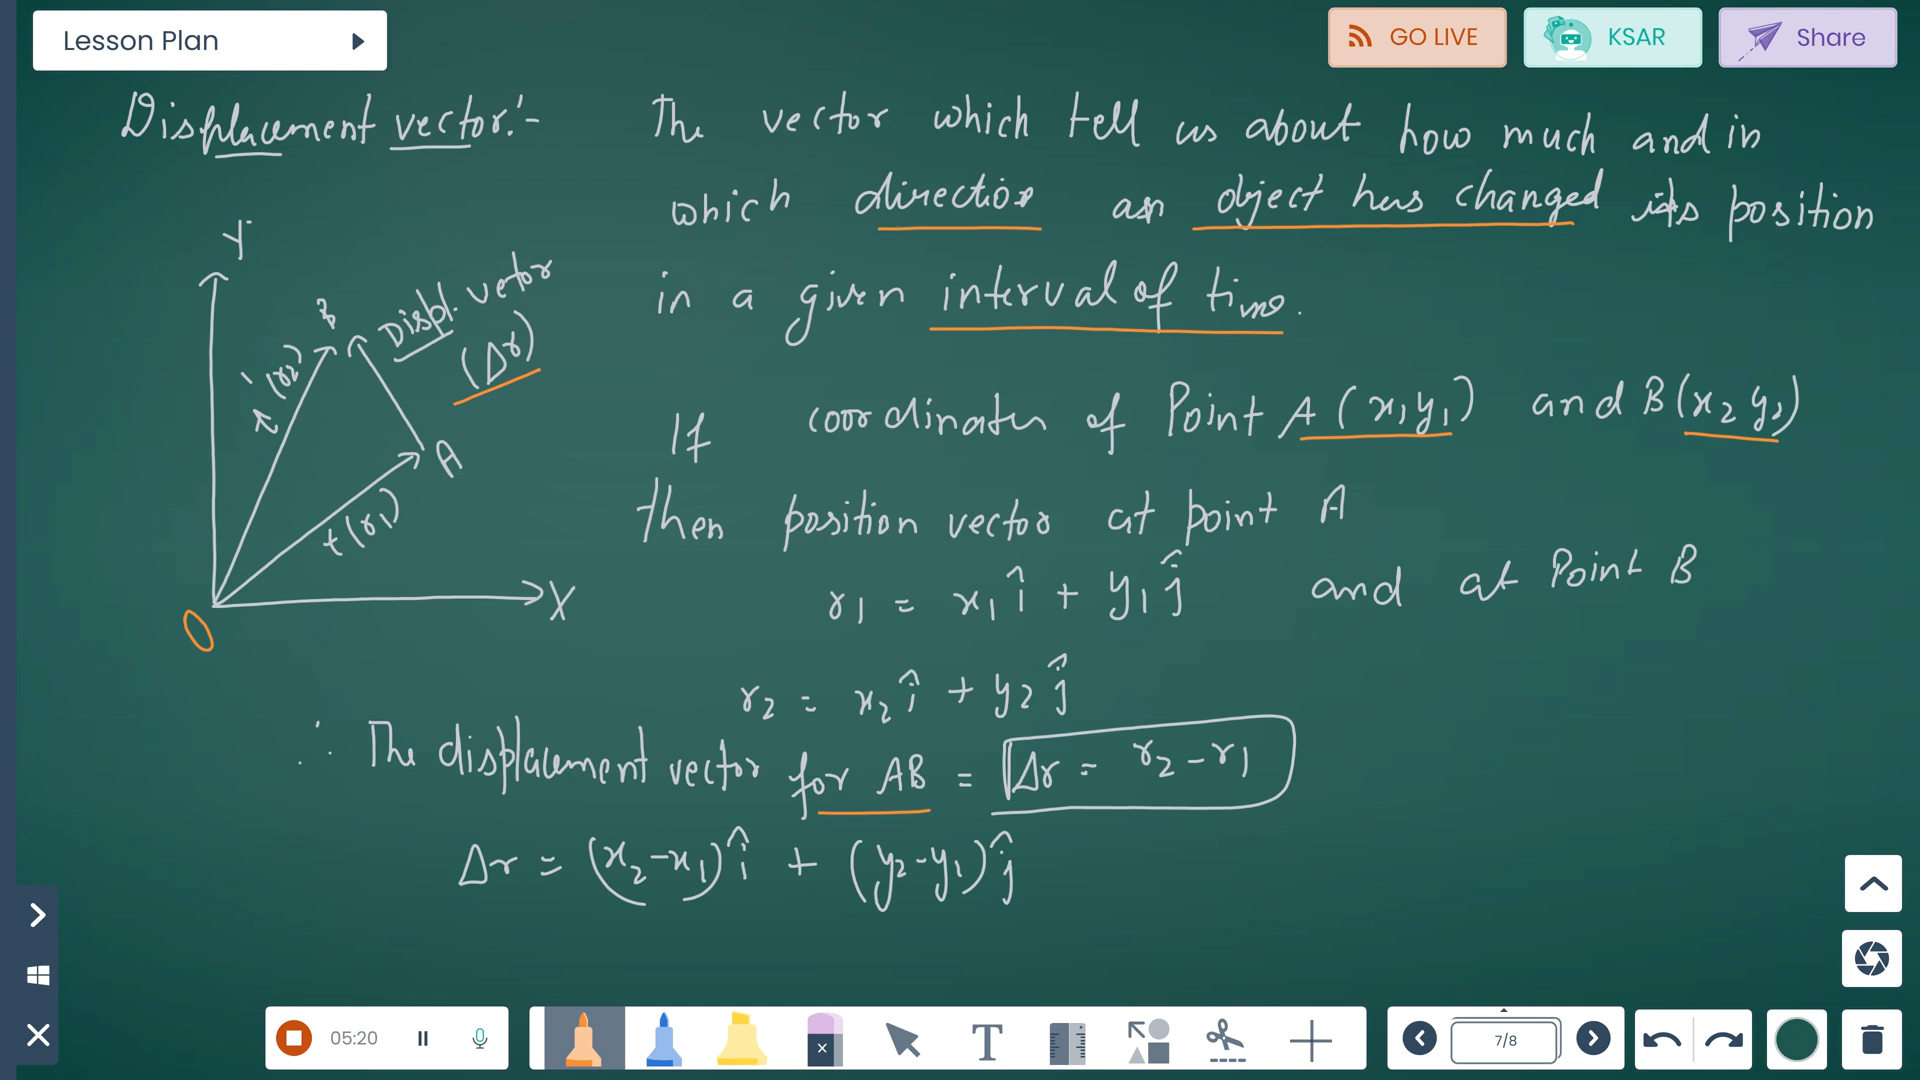 Lesson Plan
GO LIVE
KSAR
Share
Displacement vector:-
The vector which tell us about how much and in
which direction an object has changed its position
in a given interval of time.
Y
B
Displ. vetor
(Δr)
(r2)
A
t(r1)
X
O
If coordinates of Point A (x1y1) and B(x2 y2)
then position vector at point A
r1 = x1 î + y1 ĵ and at Point B
r2 = x2 î + y2 ĵ
∴ The displacement vector for AB = Δr = r2 - r1
Δr = (x2-x1) î + (y2-y1) ĵ
05:20
T
7/8